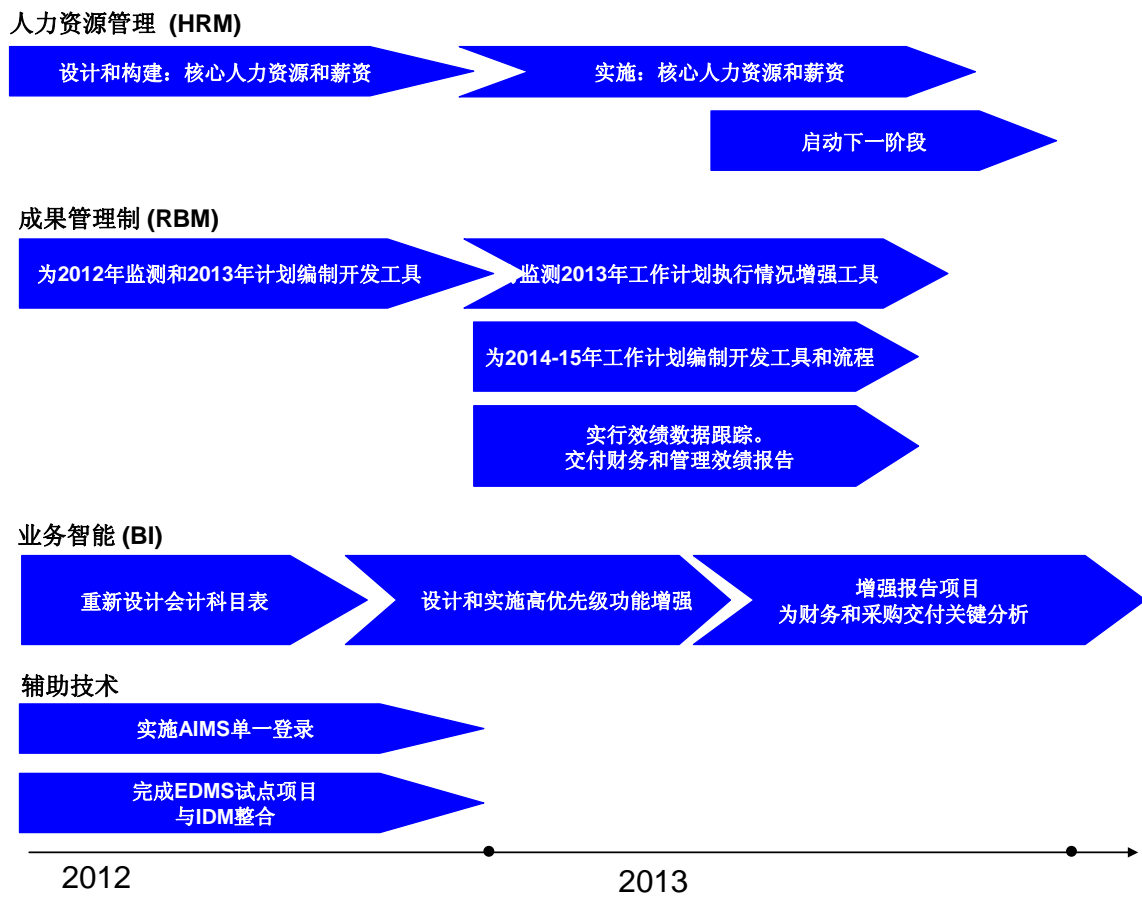 人力资源管理 (HRM)
设计和构建：核心人力资源和薪资
实施：核心人力资源和薪资
启动下一阶段
成果管理制 (RBM)
为2012年监测和2013年计划编制开发工具
监测2013年工作计划执行情况增强工具
为2014-15年工作计划编制开发工具和流程
实行效绩数据跟踪。
交付财务和管理效绩报告
业务智能 (BI)
重新设计会计科目表
设计和实施高优先级功能增强
增强报告项目
为财务和采购交付关键分析
辅助技术
实施AIMS单一登录
完成EDMS试点项目
与IDM整合
2012
2013